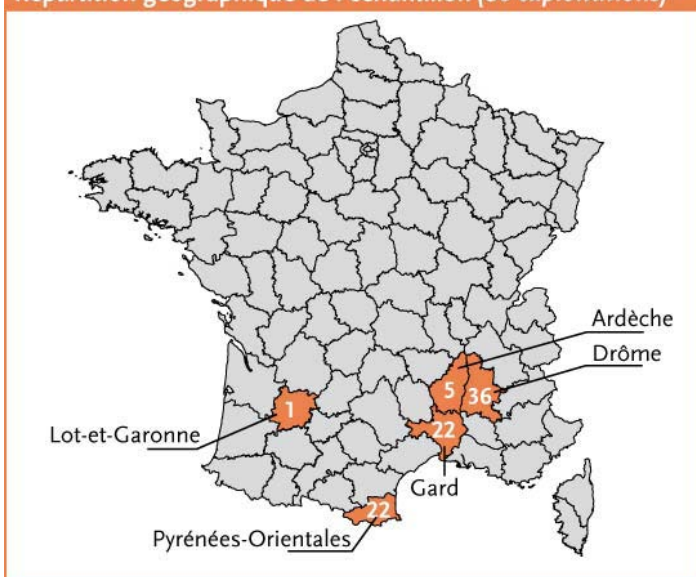 Répartition géographique de l'échantillon
Ardèche
Drôme
5
36
1
22
Lot-et-Garonne
Gard
22
Pyrénées-Orientales